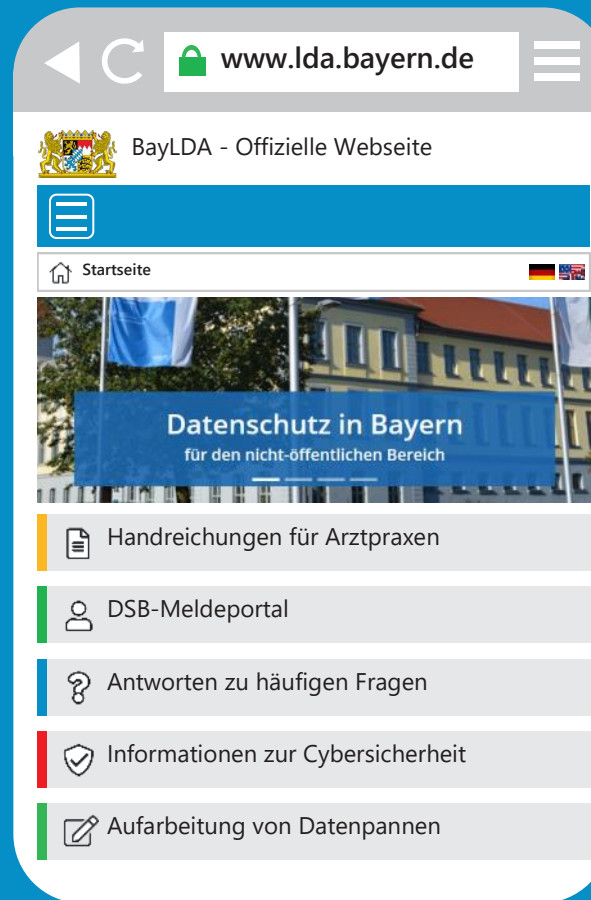 www.lda.bayern.de
BayLDA - Offizielle Webseite
Startseite
Datenschutz in Bayern
für den nicht-öffentlichen Bereich
Handreichungen für Arztpraxen
DSB-Meldeportal
Antworten zu häufigen Fragen
Informationen zur Cybersicherheit
Aufarbeitung von Datenpannen